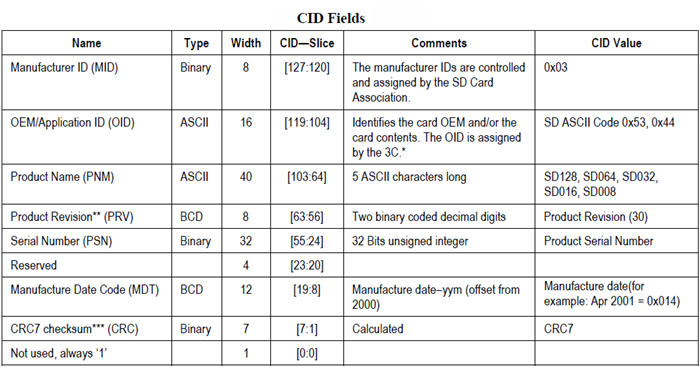 CID Fields
Name Type Width CID—Slice Comments CID Value
Manufacturer ID (MID) Binary 8 [127:120] The manufacturer IDs are controlled 0x03
and assigned by the SD Card
Association.
OEM/Application ID (OID) ASCII 16 [119:104] Identifies the card OEM and/or the SD ASCII Code 0x53, 0x44
card contents. The OID is assigned
by the 3C.*
Product Name (PNM) ASCII 40 [103:64] 5 ASCII characters long SD128, SD064, SD032,
SD016, SD008
Product Revision** (PRV) BCD 8 [63:56] Two binary coded decimal digits Product Revision (30)
Serial Number (PSN) Binary 32 [55:24] 32 Bits unsigned integer Product Serial Number
Reserved 4 [23:20]
Manufacture Date Code (MDT) BCD 12 [19:8] Manufacture date–yym (offset from Manufacture date(for
2000) example: Apr 2001 = 0x014)
CRC7 checksum*** (CRC) Binary 7 [7:1] Calculated CRC7
Not used, always ‘1’ 1 [0:0]